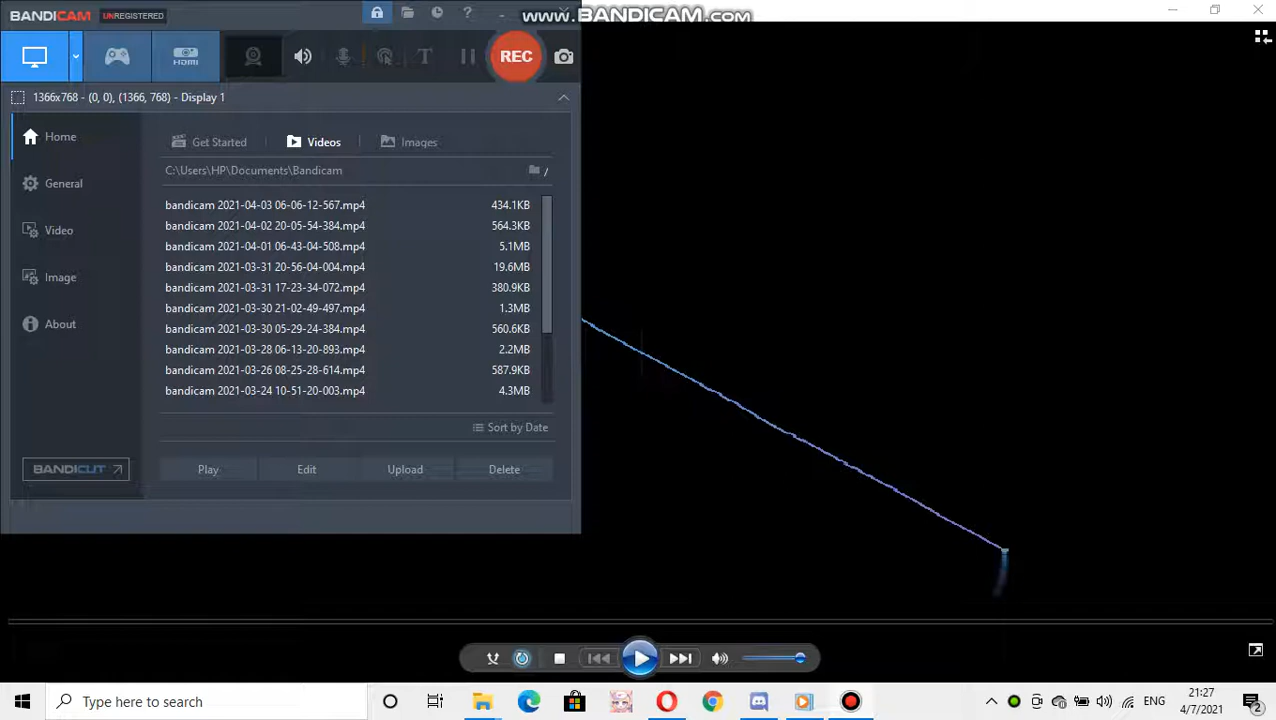 BANDICAM UNREGISTERED
www.BANDICAM.com
HDMI
REC
1366x768 - (0, 0), (1366, 768) - Display 1
Home
General
Video
Image
About
BANDICUT
Get Started
Videos
Images
C:\Users\HP\Documents\Bandicam
bandicam 2021-04-03 06-06-12-567.mp4 434.1KB
bandicam 2021-04-02 20-05-54-384.mp4 564.3KB
bandicam 2021-04-01 06-43-04-508.mp4 5.1MB
bandicam 2021-03-31 20-56-04-004.mp4 19.6MB
bandicam 2021-03-31 17-23-34-072.mp4 380.9KB
bandicam 2021-03-30 21-02-49-497.mp4 1.3MB
bandicam 2021-03-30 05-29-24-384.mp4 560.6KB
bandicam 2021-03-28 06-13-20-893.mp4 2.2MB
bandicam 2021-03-26 08-25-28-614.mp4 587.9KB
bandicam 2021-03-24 10-51-20-003.mp4 4.3MB
Sort by Date
Play Edit Upload Delete
Type here to search
ENG
21:27
4/7/2021
2